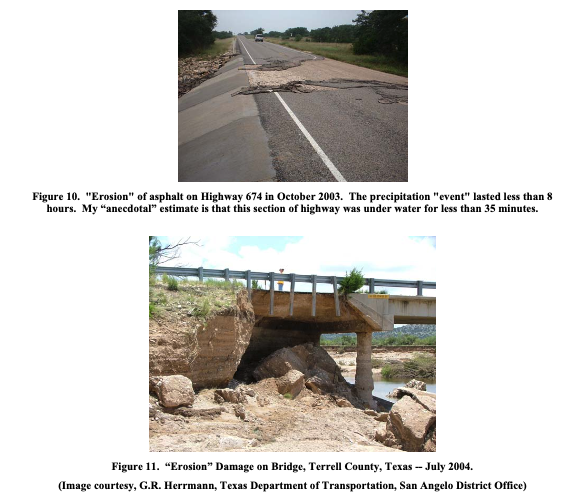 Figure 10.  "Erosion" of asphalt on Highway 674 in October 2003.  The precipitation "event" lasted less than 8
hours.  My “anecdotal” estimate is that this section of highway was under water for less than 35 minutes.
Figure 11.  “Erosion” Damage on Bridge, Terrell County, Texas -- July 2004.
(Image courtesy, G.R. Herrmann, Texas Department of Transportation, San Angelo District Office)